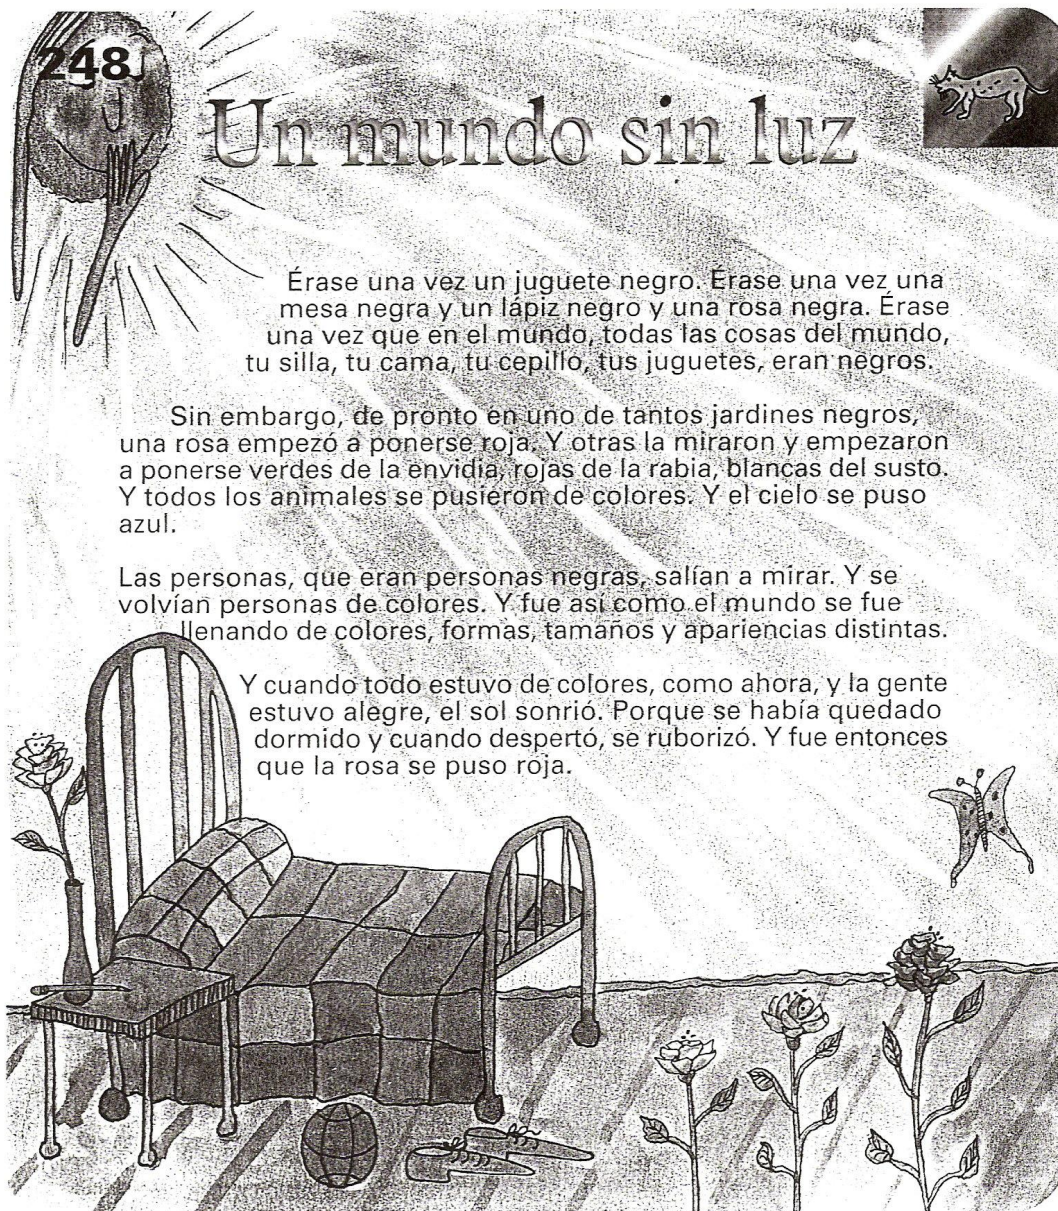 248
Un mundo sin luz
Érase una vez un juguete negro. Érase una vez una
mesa negra y un lápiz negro y una rosa negra. Érase
una vez que en el mundo, todas las cosas del mundo,
tu silla, tu cama, tu cepillo, tus juguetes, eran negros.
Sin embargo, de pronto en uno de tantos jardines negros,
una rosa empezó a ponerse roja. Y otras la miraron y empezaron
a ponerse verdes de la envidia, rojas de la rabia, blancas del susto.
Y todos los animales se pusieron de colores. Y el cielo se puso
azul.
Las personas, que eran personas negras, salían a mirar. Y se
volvían personas de colores. Y fue así como el mundo se fue
llenando de colores, formas, tamaños y apariencias distintas.
Y cuando todo estuvo de colores, como ahora, y la gente
estuvo alegre, el sol sonrió. Porque se había quedado
dormido y cuando despertó, se ruborizó. Y fue entonces
que la rosa se puso roja.